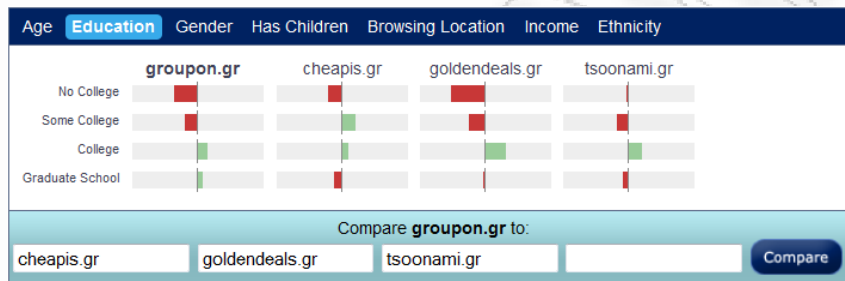 Age Education Gender Has Children Browsing Location Income Ethnicity
groupon.gr cheapis.gr goldendeals.gr tsoonami.gr
No College
Some College
College
Graduate School
Compare groupon.gr to:
cheapis.gr goldendeals.gr tsoonami.gr Compare